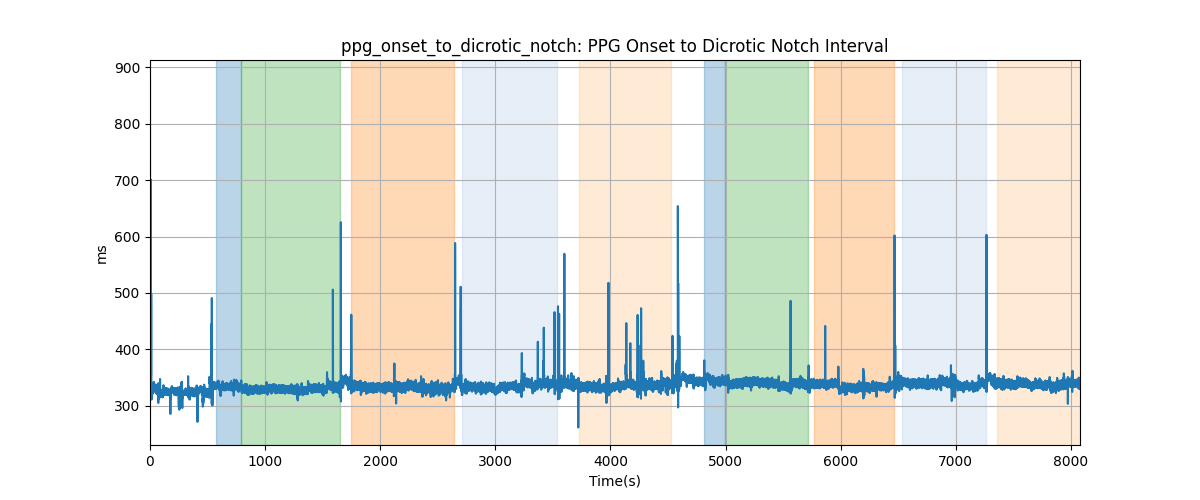 ppg_onset_to_dicrotic_notch: PPG Onset to Dicrotic Notch Interval
900
800
700
600
500
400
300
ms
0 1000 2000 3000 4000 5000 6000 7000 8000
Time(s)